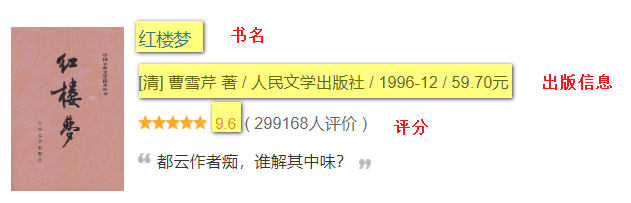 红楼梦 书名
[清] 曹雪芹 著 / 人民文学出版社 / 1996-12 / 59.70元 出版信息
9.6 ( 299168人评价 ) 评分
都云作者痴，谁解其中味？
红楼梦